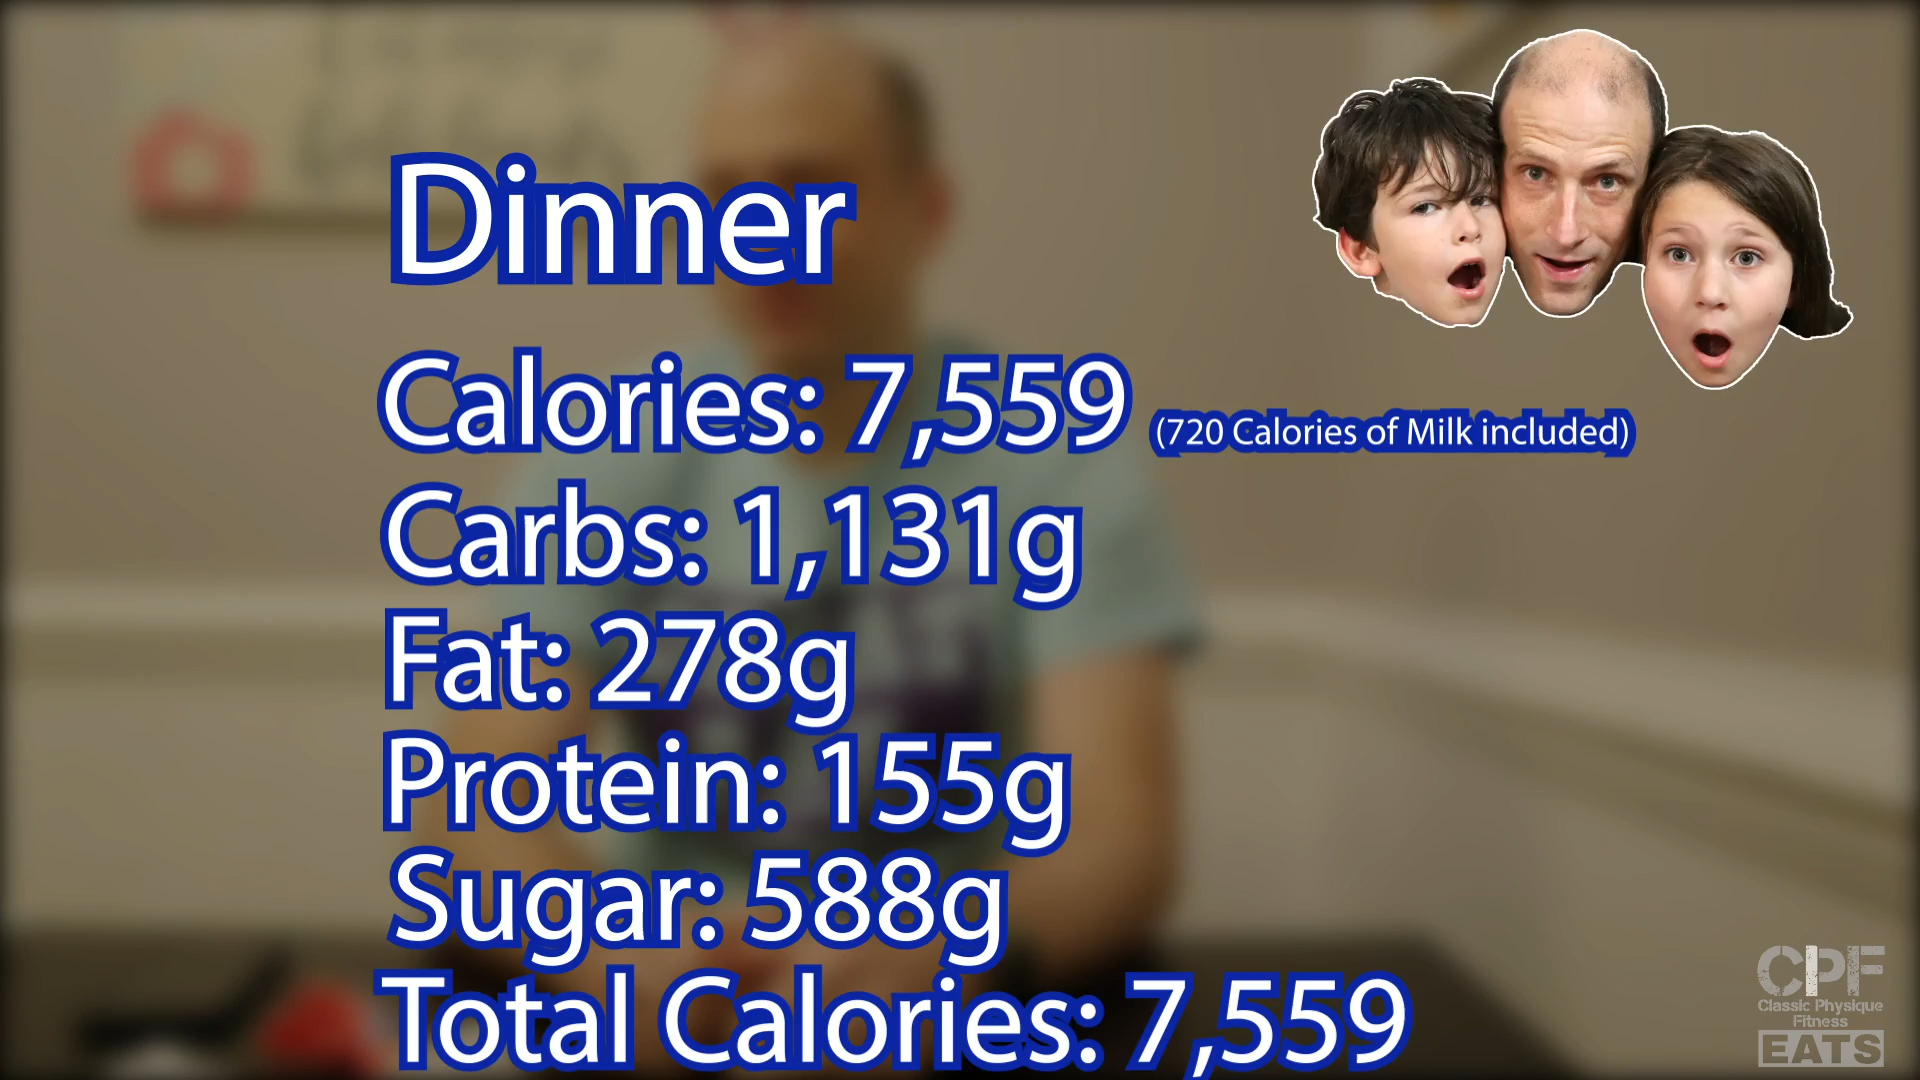 Dinner
Calories: 7,559 (720 Calories of Milk included)
Carbs: 1,131g
Fat: 278g
Protein: 155g
Sugar: 588g
Total Calories: 7,559
CPF
Classic Physique
Fitness
EATS